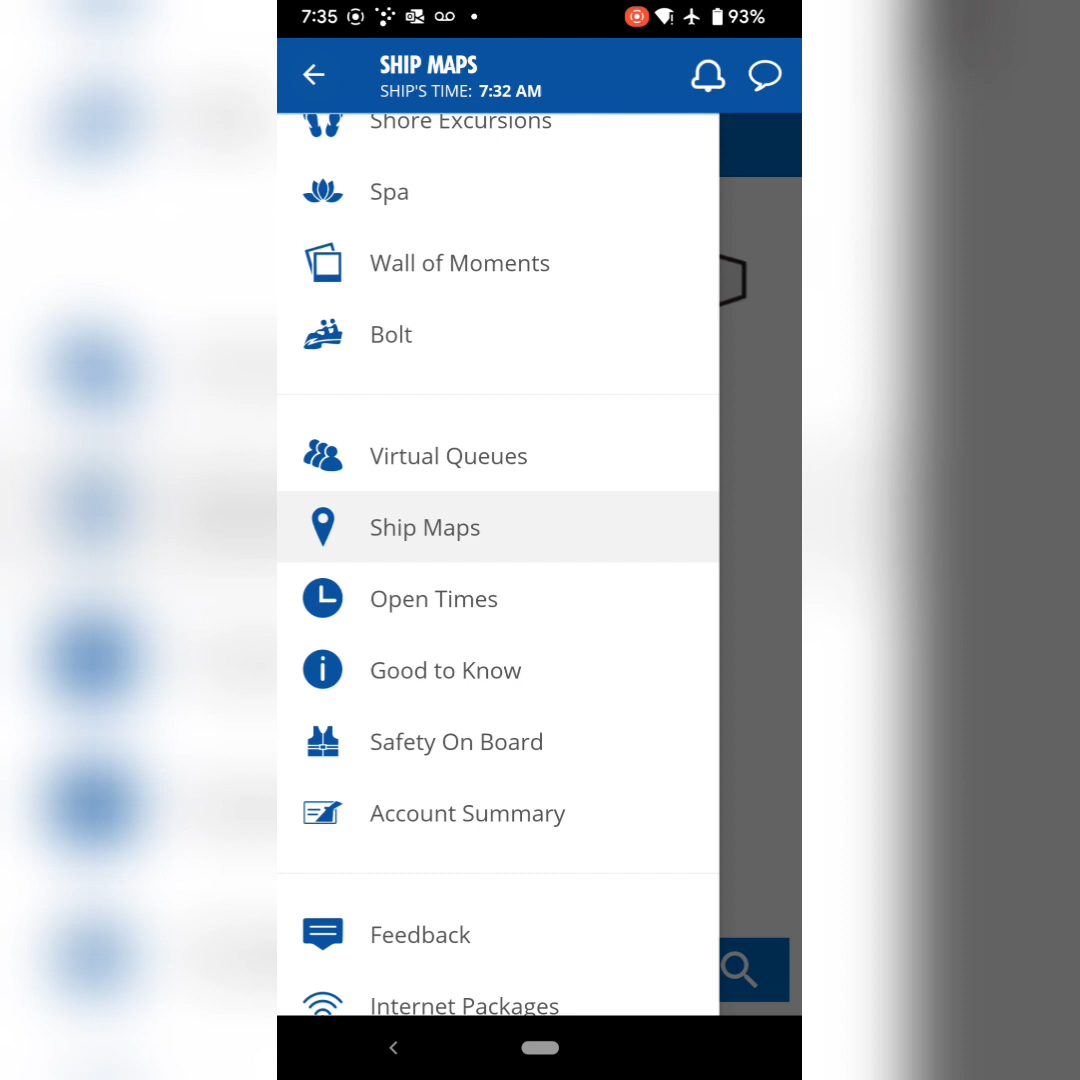 7:35
93%
SHIP MAPS
SHIP'S TIME: 7:32 AM
Shore Excursions
Spa
Wall of Moments
Bolt
Virtual Queues
Ship Maps
Open Times
Good to Know
Safety On Board
Account Summary
Feedback
Internet Packages